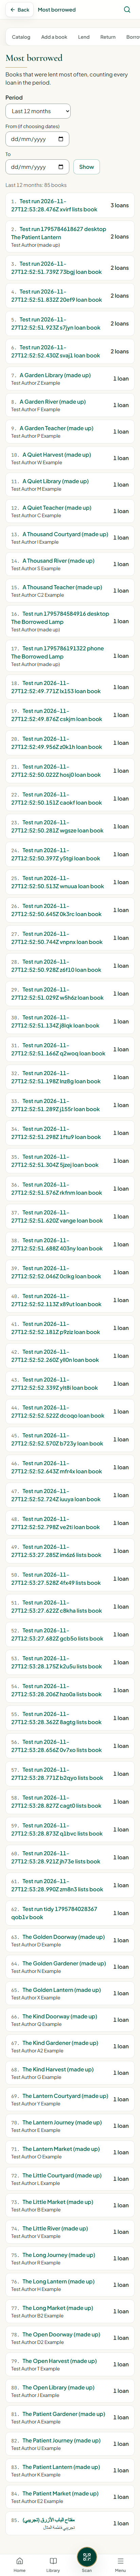 Back Most borrowed
Catalog Add a book Lend Return Borro
Most borrowed
Books that were lent most often, counting every loan in the time.
Period
Last 12 months
From (if choosing dates)
dd/mm/yyyy
To
dd/mm/yyyy Show
Last 12 months: 85 books
1. Test run 2026-11-
27T12:53:28.476Z xvirf lists book 3 loans
2. Test run 1795784618627 desktop
The Patient Lantern 2 loans
Test Author (made up)
3. Test run 2026-11-
27T12:52:51.739Z 73bgj loan book 2 loans
4. Test run 2026-11-
27T12:52:51.832Z 20ef9 loan book 2 loans
5. Test run 2026-11-
27T12:52:51.923Z s7jyn loan book 2 loans
6. Test run 2026-11-
27T12:52:52.430Z svaj1 loan book 2 loans
7. A Garden Library (made up) 1 loan
Test Author Z Example
8. A Garden River (made up) 1 loan
Test Author F Example
9. A Garden Teacher (made up) 1 loan
Test Author P Example
10. A Quiet Harvest (made up) 1 loan
Test Author W Example
11. A Quiet Library (made up) 1 loan
Test Author M Example
12. A Quiet Teacher (made up) 1 loan
Test Author C Example
13. A Thousand Courtyard (made up) 1 loan
Test Author I Example
14. A Thousand River (made up) 1 loan
Test Author S Example
15. A Thousand Teacher (made up) 1 loan
Test Author C2 Example
16. Test run 1795784584916 desktop
The Borrowed Lamp 1 loan
Test Author (made up)
17. Test run 1795786191322 phone
The Borrowed Lamp 1 loan
Test Author (made up)
18. Test run 2026-11-
27T12:52:49.771Z ls153 loan book 1 loan
19. Test run 2026-11-
27T12:52:49.876Z cskjm loan book 1 loan
20. Test run 2026-11-
27T12:52:49.956Z z0k1h loan book 1 loan
21. Test run 2026-11-
27T12:52:50.022Z hosj0 loan book 1 loan
22. Test run 2026-11-
27T12:52:50.151Z caokf loan book 1 loan
23. Test run 2026-11-
27T12:52:50.281Z wgsze loan book 1 loan
24. Test run 2026-11-
27T12:52:50.397Z y5tgi loan book 1 loan
25. Test run 2026-11-
27T12:52:50.513Z wnuua loan book 1 loan
26. Test run 2026-11-
27T12:52:50.645Z 0k3rc loan book 1 loan
27. Test run 2026-11-
27T12:52:50.744Z vnpnx loan book 1 loan
28. Test run 2026-11-
27T12:52:50.928Z z6f10 loan book 1 loan
29. Test run 2026-11-
27T12:52:51.029Z w5h6z loan book 1 loan
30. Test run 2026-11-
27T12:52:51.134Z j8lqk loan book 1 loan
31. Test run 2026-11-
27T12:52:51.166Z q2woq loan book 1 loan
32. Test run 2026-11-
27T12:52:51.198Z lnz8g loan book 1 loan
33. Test run 2026-11-
27T12:52:51.289Z j155r loan book 1 loan
34. Test run 2026-11-
27T12:52:51.298Z 1ftu9 loan book 1 loan
35. Test run 2026-11-
27T12:52:51.304Z 5jzej loan book 1 loan
36. Test run 2026-11-
27T12:52:51.576Z rkfnm loan book 1 loan
37. Test run 2026-11-
27T12:52:51.620Z vange loan book 1 loan
38. Test run 2026-11-
27T12:52:51.688Z 403ny loan book 1 loan
39. Test run 2026-11-
27T12:52:52.046Z 0clkg loan book 1 loan
40. Test run 2026-11-
27T12:52:52.113Z x89ut loan book 1 loan
41. Test run 2026-11-
27T12:52:52.181Z p9ziz loan book 1 loan
42. Test run 2026-11-
27T12:52:52.260Z yll0n loan book 1 loan
43. Test run 2026-11-
27T12:52:52.339Z ylt8i loan book 1 loan
44. Test run 2026-11-
27T12:52:52.522Z dcoqo loan book 1 loan
45. Test run 2026-11-
27T12:52:52.570Z b723y loan book 1 loan
46. Test run 2026-11-
27T12:52:52.643Z mfr4x loan book 1 loan
47. Test run 2026-11-
27T12:52:52.724Z iuuya loan book 1 loan
48. Test run 2026-11-
27T12:52:52.798Z ve2ti loan book 1 loan
49. Test run 2026-11-
27T12:53:27.285Z imdz6 lists book 1 loan
50. Test run 2026-11-
27T12:53:27.528Z 4fx49 lists book 1 loan
51. Test run 2026-11-
27T12:53:27.622Z c8kha lists book 1 loan
52. Test run 2026-11-
27T12:53:27.682Z gcb5o lists book 1 loan
53. Test run 2026-11-
27T12:53:28.175Z k2u5u lists book 1 loan
54. Test run 2026-11-
27T12:53:28.206Z hzo0a lists book 1 loan
55. Test run 2026-11-
27T12:53:28.362Z 8agtg lists book 1 loan
56. Test run 2026-11-
27T12:53:28.656Z 0v7xo lists book 1 loan
57. Test run 2026-11-
27T12:53:28.771Z b2qyo lists book 1 loan
58. Test run 2026-11-
27T12:53:28.827Z cagt0 lists book 1 loan
59. Test run 2026-11-
27T12:53:28.873Z q1bvc lists book 1 loan
60. Test run 2026-11-
27T12:53:28.921Z jh73e lists book 1 loan
61. Test run 2026-11-
27T12:53:28.990Z zm8n3 lists book 1 loan
62. Test run tidy 1795784028367
qob1v book 1 loan
63. The Golden Doorway (made up) 1 loan
Test Author D Example
64. The Golden Gardener (made up) 1 loan
Test Author N Example
65. The Golden Lantern (made up) 1 loan
Test Author X Example
66. The Kind Doorway (made up) 1 loan
Test Author Q Example
67. The Kind Gardener (made up) 1 loan
Test Author A2 Example
68. The Kind Harvest (made up) 1 loan
Test Author G Example
69. The Lantern Courtyard (made up) 1 loan
Test Author Y Example
70. The Lantern Journey (made up) 1 loan
Test Author E Example
71. The Lantern Market (made up) 1 loan
Test Author O Example
72. The Little Courtyard (made up) 1 loan
Test Author L Example
73. The Little Market (made up) 1 loan
Test Author B Example
74. The Little River (made up) 1 loan
Test Author V Example
75. The Long Journey (made up) 1 loan
Test Author R Example
76. The Long Lantern (made up) 1 loan
Test Author H Example
77. The Long Market (made up) 1 loan
Test Author B2 Example
78. The Open Doorway (made up) 1 loan
Test Author D2 Example
79. The Open Harvest (made up) 1 loan
Test Author T Example
80. The Open Library (made up) 1 loan
Test Author J Example
81. The Patient Gardener (made up) 1 loan
Test Author A Example
82. The Patient Journey (made up) 1 loan
Test Author U Example
83. The Patient Lantern (made up) 1 loan
Test Author K Example
84. The Patient Market (made up) 1 loan
Test Author E2 Example
85. مفتاح الباب الأزرق (تجريبي) 1 loan
Home Library Scan Menu